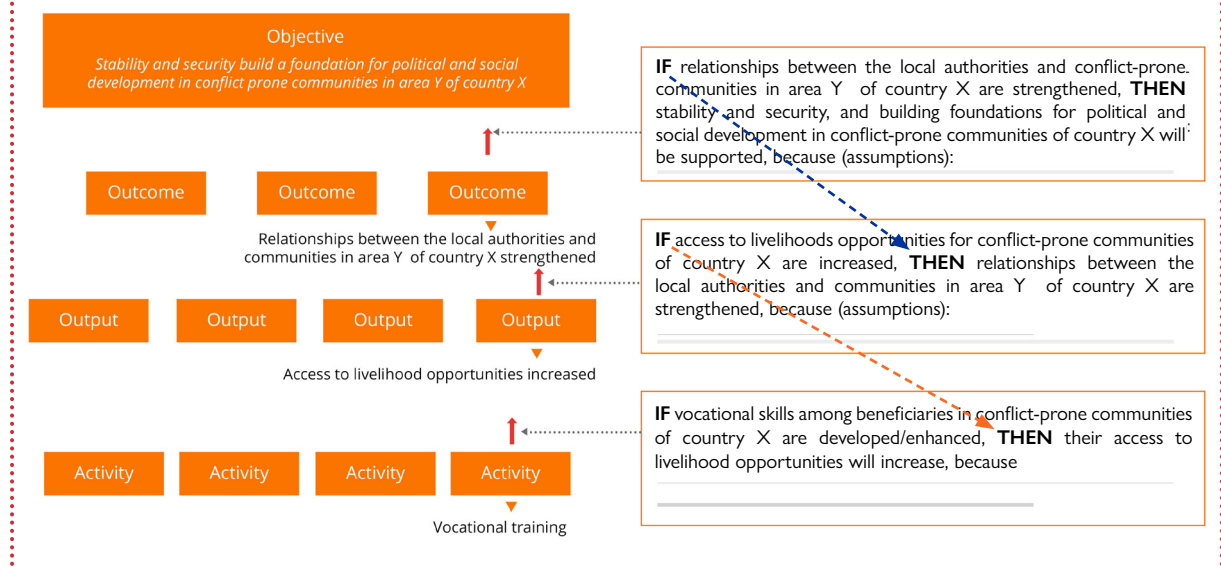 Objective
Stability and security build a foundation for political and social
development in conflict prone communities in area Y of country X
IF relationships between the local authorities and conflict-prone
communities in area Y of country X are strengthened, THEN
stability and security, and building foundations for political and
social development in conflict-prone communities of country X will
be supported, because (assumptions):
Outcome
Outcome
Outcome
Relationships between the local authorities and
communities in area Y of country X strengthened
IF access to livelihoods opportunities for conflict-prone communities
of country X are increased, THEN relationships between the
local authorities and communities in area Y of country X are
strengthened, because (assumptions):
Output
Output
Output
Output
Access to livelihood opportunities increased
IF vocational skills among beneficiaries in conflict-prone communities
of country X are developed/enhanced, THEN their access to
livelihood opportunities will increase, because
Activity
Activity
Activity
Activity
Vocational training